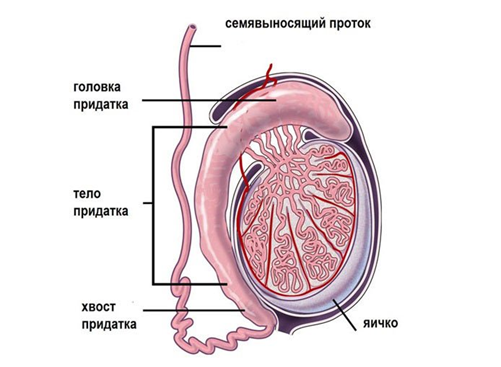 семявыносящий проток
головка
придатка
тело
придатка
хвост
придатка
яичко